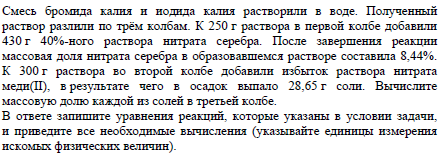 Смесь бромида калия и иодида калия растворили в воде. Полученный
раствор разлили по трём колбам. К 250 г раствора в первой колбе добавили
430 г 40%-ного раствора нитрата серебра. После завершения реакции
массовая доля нитрата серебра в образовавшемся растворе составила 8,44%.
К 300 г раствора во второй колбе добавили избыток раствора нитрата
меди(II), в результате чего в осадок выпало 28,65 г соли. Вычислите
массовую долю каждой из солей в третьей колбе.
В ответе запишите уравнения реакций, которые указаны в условии задачи,
и приведите все необходимые вычисления (указывайте единицы измерения
искомых физических величин).